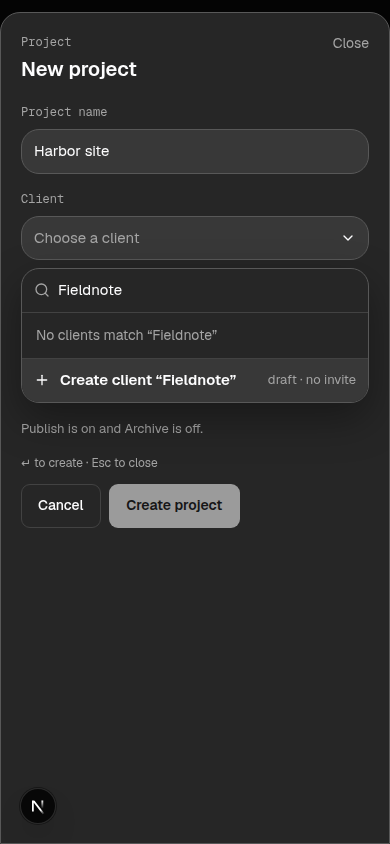 Project
Close
New project
Project name
Harbor site
Client
Choose a client
Fieldnote
No clients match “Fieldnote”
+ Create client “Fieldnote” draft · no invite
Publish is on and Archive is off.
↵ to create · Esc to close
Cancel
Create project
N